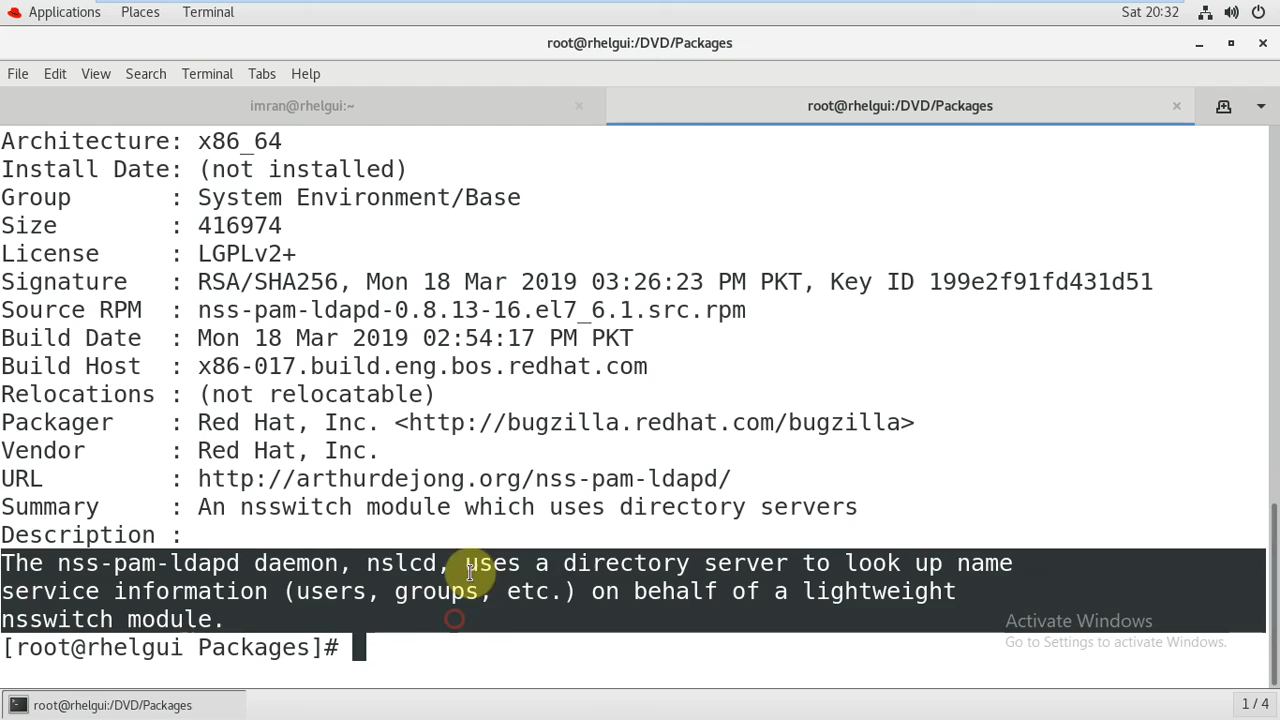 Applications Places Terminal Sat 20:32
root@rhelgui:/DVD/Packages
File Edit View Search Terminal Tabs Help
imran@rhelgui:~ × root@rhelgui:/DVD/Packages ×
Architecture: x86_64
Install Date: (not installed)
Group : System Environment/Base
Size : 416974
License : LGPLv2+
Signature : RSA/SHA256, Mon 18 Mar 2019 03:26:23 PM PKT, Key ID 199e2f91fd431d51
Source RPM : nss-pam-ldapd-0.8.13-16.el7_6.1.src.rpm
Build Date : Mon 18 Mar 2019 02:54:17 PM PKT
Build Host : x86-017.build.eng.bos.redhat.com
Relocations : (not relocatable)
Packager : Red Hat, Inc. <http://bugzilla.redhat.com/bugzilla>
Vendor : Red Hat, Inc.
URL : http://arthurdejong.org/nss-pam-ldapd/
Summary : An nsswitch module which uses directory servers
Description :
The nss-pam-ldapd daemon, nslcd, uses a directory server to look up name
service information (users, groups, etc.) on behalf of a lightweight
nsswitch module.
[root@rhelgui Packages]#
Activate Windows
Go to Settings to activate Windows.
root@rhelgui:/DVD/Packages 1 / 4